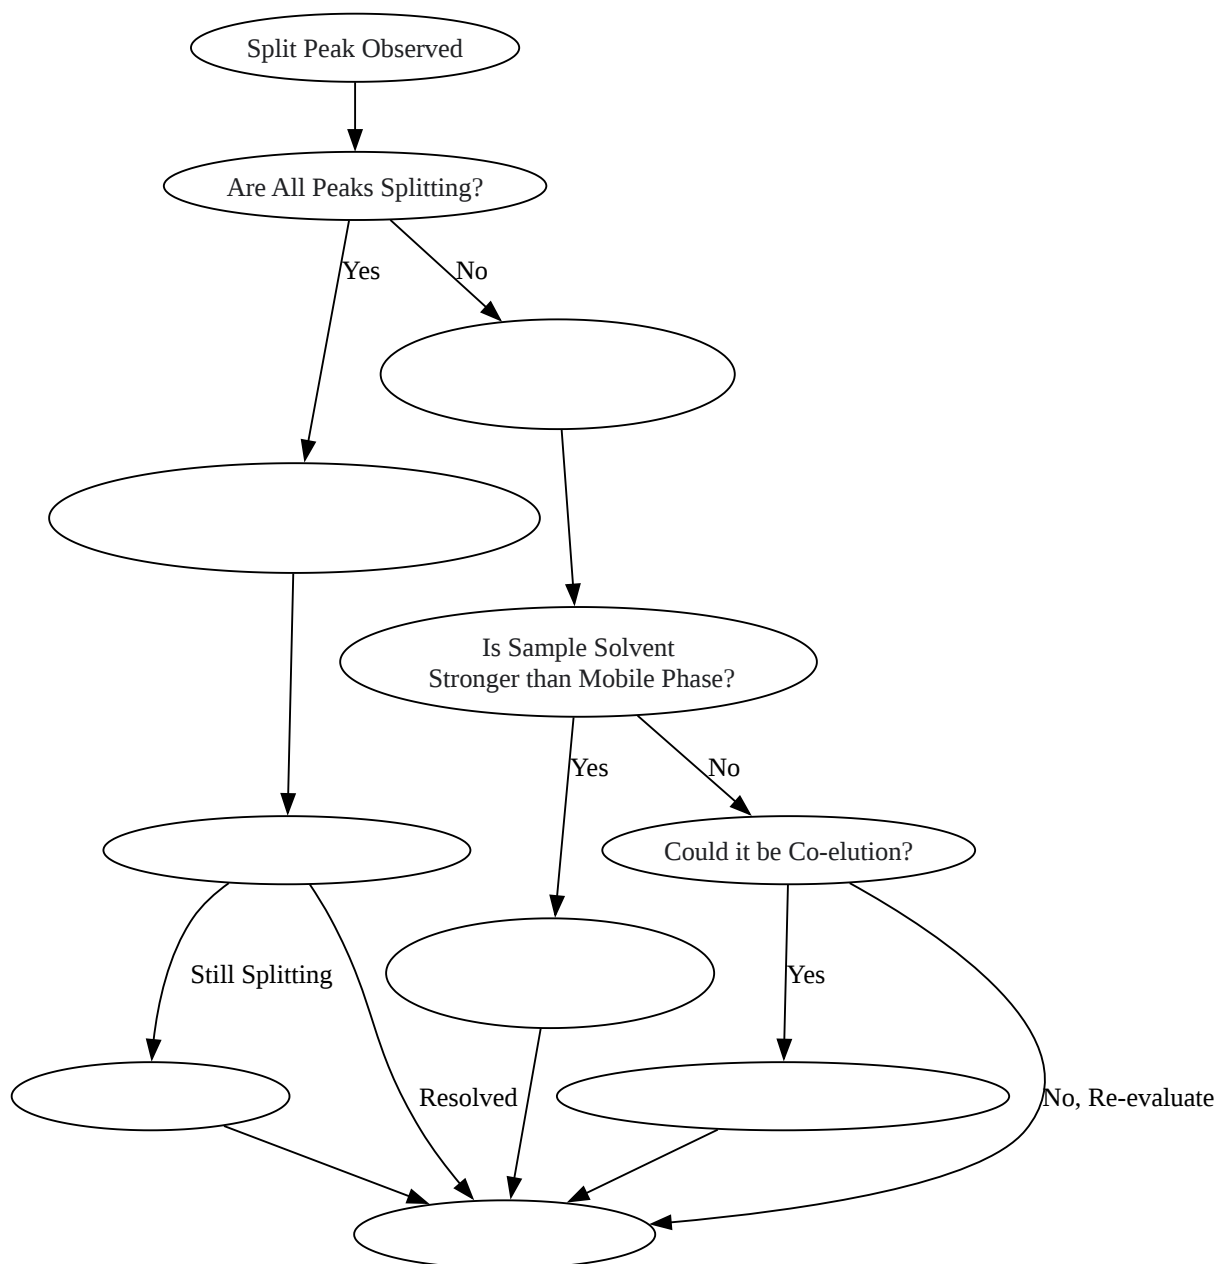 Split Peak Observed
Are All Peaks Splitting?
Yes
No
Is Sample Solvent
Stronger than Mobile Phase?
Yes
No
Could it be Co-elution?
Still Splitting
Yes
Resolved
No, Re-evaluate